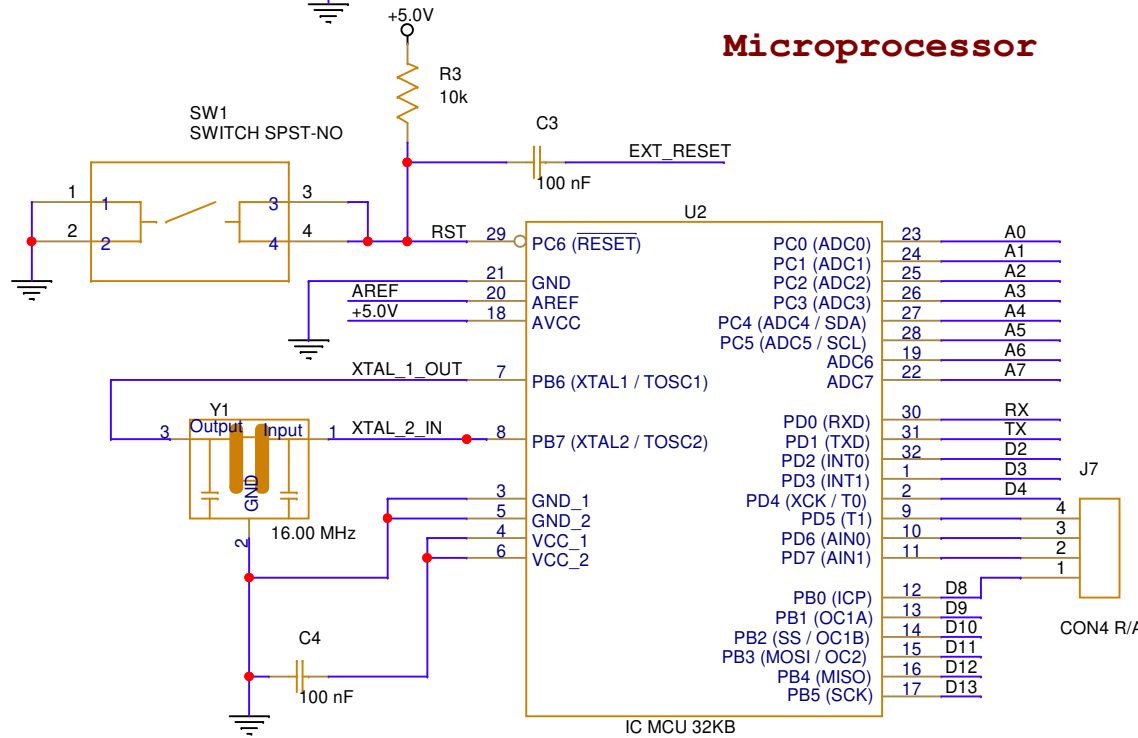 +5.0V
Microprocessor
R3
10k
SW1
SWITCH SPST-NO
C3
EXT_RESET
100 nF
1 1 3 3
2 2 4 4
U2
RST 29 PC6 (RESET)
21 GND
AREF 20 AREF
+5.0V 18 AVCC
XTAL_1_OUT 7 PB6 (XTAL1 / TOSC1)
Y1
3 Output Input 1 XTAL_2_IN 8 PB7 (XTAL2 / TOSC2)
GND
16.00 MHz
2
3 GND_1
5 GND_2
4 VCC_1
6 VCC_2
C4
100 nF
PC0 (ADC0) 23 A0
PC1 (ADC1) 24 A1
PC2 (ADC2) 25 A2
PC3 (ADC3) 26 A3
PC4 (ADC4 / SDA) 27 A4
PC5 (ADC5 / SCL) 28 A5
ADC6 19 A6
ADC7 22 A7
PD0 (RXD) 30 RX
PD1 (TXD) 31 TX
PD2 (INT0) 32 D2
PD3 (INT1) 1 D3
PD4 (XCK / T0) 2 D4
J7
PD5 (T1) 9 4
PD6 (AIN0) 10 3
PD7 (AIN1) 11 2
1
PB0 (ICP) 12 D8
PB1 (OC1A) 13 D9
PB2 (SS / OC1B) 14 D10
PB3 (MOSI / OC2) 15 D11
PB4 (MISO) 16 D12
PB5 (SCK) 17 D13
CON4 R/A
IC MCU 32KB